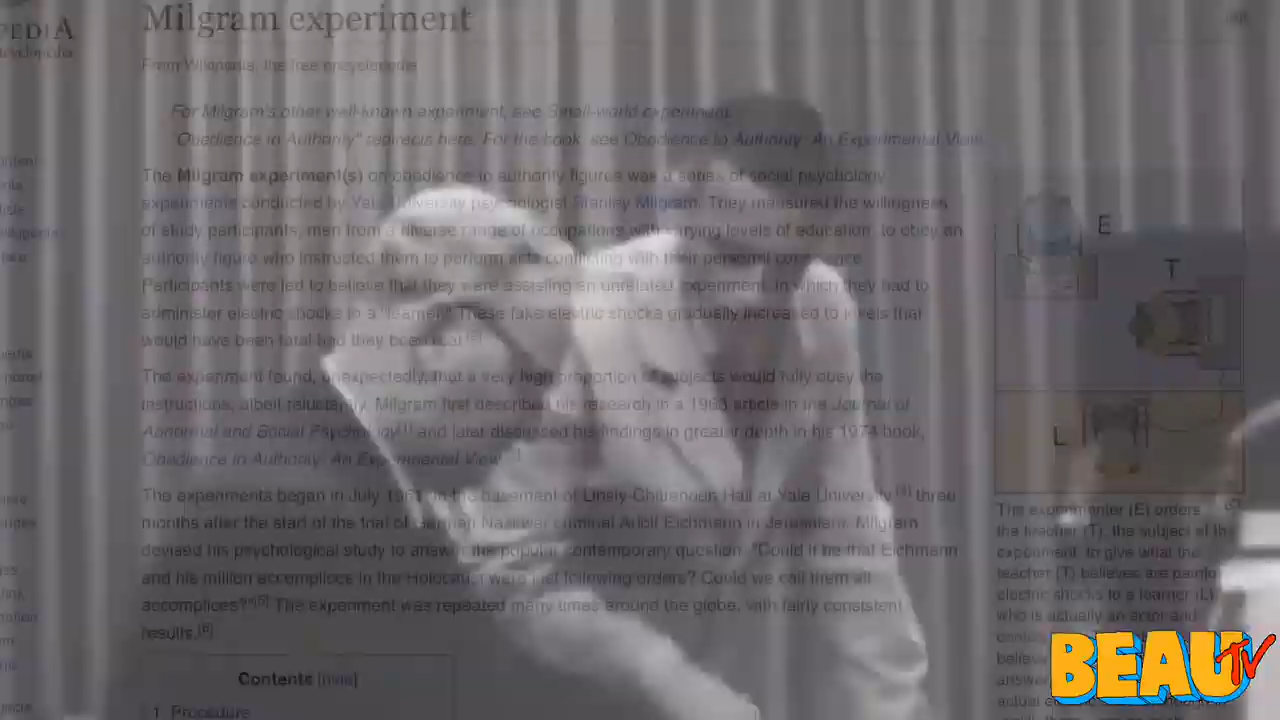 PEDIA
Milgram experiment
From Wikipedia, the free encyclopedia
For Milgram's other well-known experiment, see Small-world experiment.
"Obedience to Authority" redirects here. For the book, see Obedience to Authority: An Experimental View.
The Milgram experiment(s) on obedience to authority figures was a series of social psychology
experiments conducted by Yale University psychologist Stanley Milgram. They measured the willingness
of study participants, men from a diverse range of occupations with varying levels of education, to obey an
authority figure who instructed them to perform acts conflicting with their personal conscience.
Participants were led to believe that they were assisting an unrelated experiment, in which they had to
administer electric shocks to a "learner." These fake electric shocks gradually increased to levels that
would have been fatal had they been real.
The experiment found, unexpectedly, that a very high proportion of subjects would fully obey the
instructions, albeit reluctantly. Milgram first described his research in a 1963 article in the Journal of
Abnormal and Social Psychology[1] and later discussed his findings in greater depth in his 1974 book,
Obedience to Authority: An Experimental View.
The experiments began in July 1961, in the basement of Linsly-Chittenden Hall at Yale University,[4] three
months after the start of the trial of German Nazi war criminal Adolf Eichmann in Jerusalem. Milgram
devised his psychological study to answer the popular contemporary question: "Could it be that Eichmann
and his million accomplices in the Holocaust were just following orders? Could we call them all
accomplices?"[5] The experiment was repeated many times around the globe, with fairly consistent
results.[6]
Contents [hide]
1 Procedure
E
T
L
The experimenter (E) orders
the teacher (T), the subject of the
experiment, to give what the
teacher (T) believes are painful
electric shocks to a learner (L),
who is actually an actor and
BEAU TV